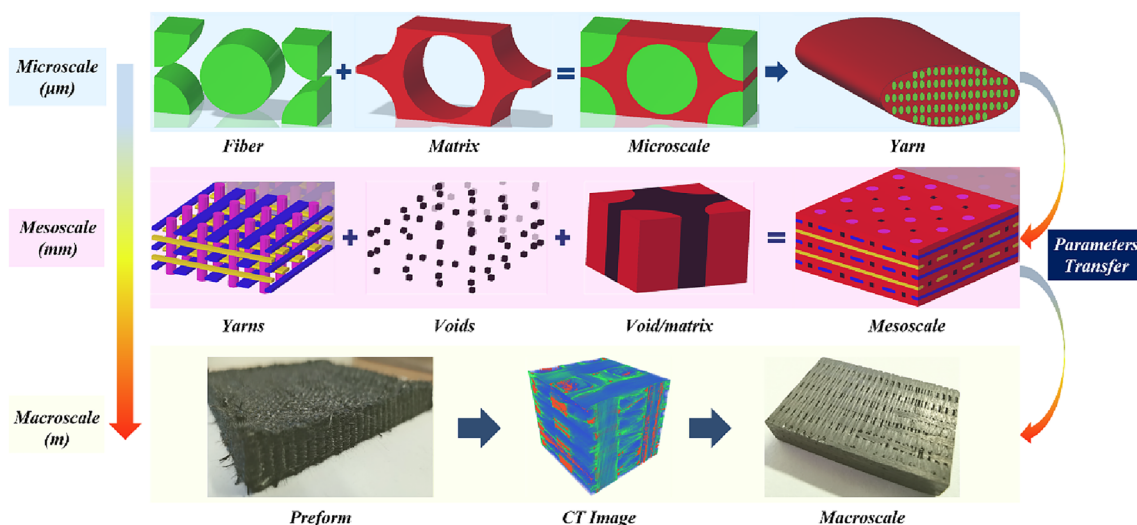 Microscale
(μm)
Fiber
Matrix
Microscale
Yarn
Mesoscale
(mm)
Yarns
Voids
Void/matrix
Mesoscale
Parameters
Transfer
Macroscale
(m)
Preform
CT Image
Macroscale